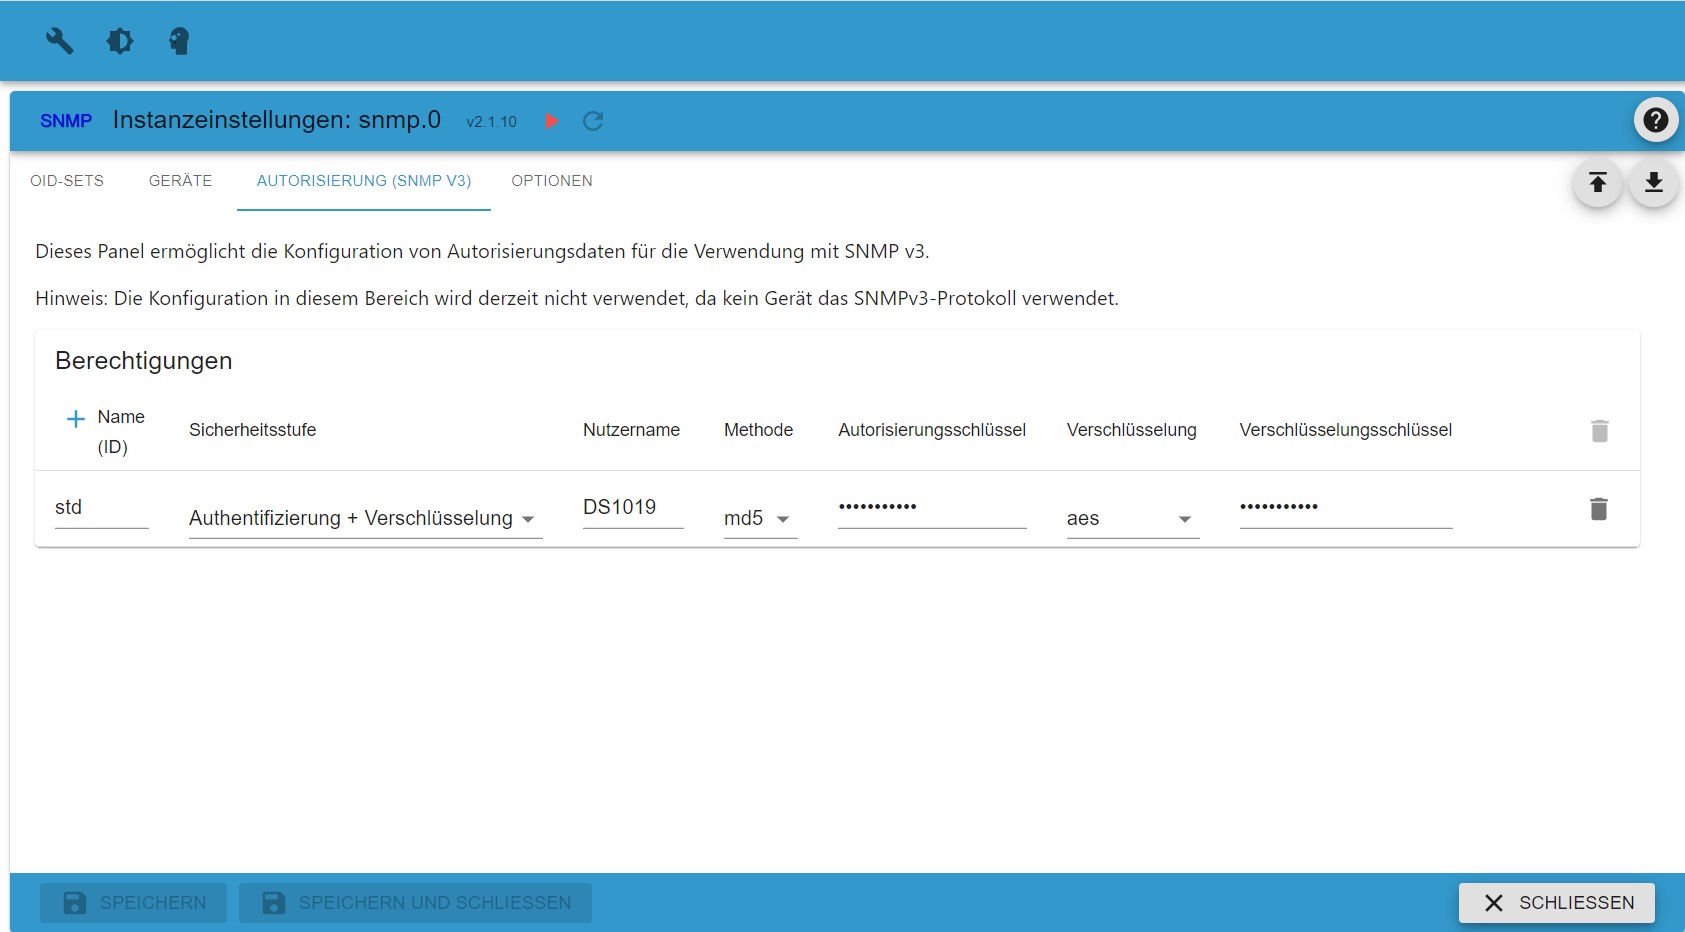 SNMP Instanzeinstellungen: snmp.0 v2.1.10
OID-SETS GERÄTE AUTORISIERUNG (SNMP V3) OPTIONEN
Dieses Panel ermöglicht die Konfiguration von Autorisierungsdaten für die Verwendung mit SNMP v3.
Hinweis: Die Konfiguration in diesem Bereich wird derzeit nicht verwendet, da kein Gerät das SNMPv3-Protokoll verwendet.
Berechtigungen
+ Name (ID) Sicherheitsstufe Nutzername Methode Autorisierungsschlüssel Verschlüsselung Verschlüsselungsschlüssel
std Authentifizierung + Verschlüsselung DS1019 md5 ••••••••••• aes •••••••••••
SPEICHERN SPEICHERN UND SCHLIESSEN SCHLIESSEN